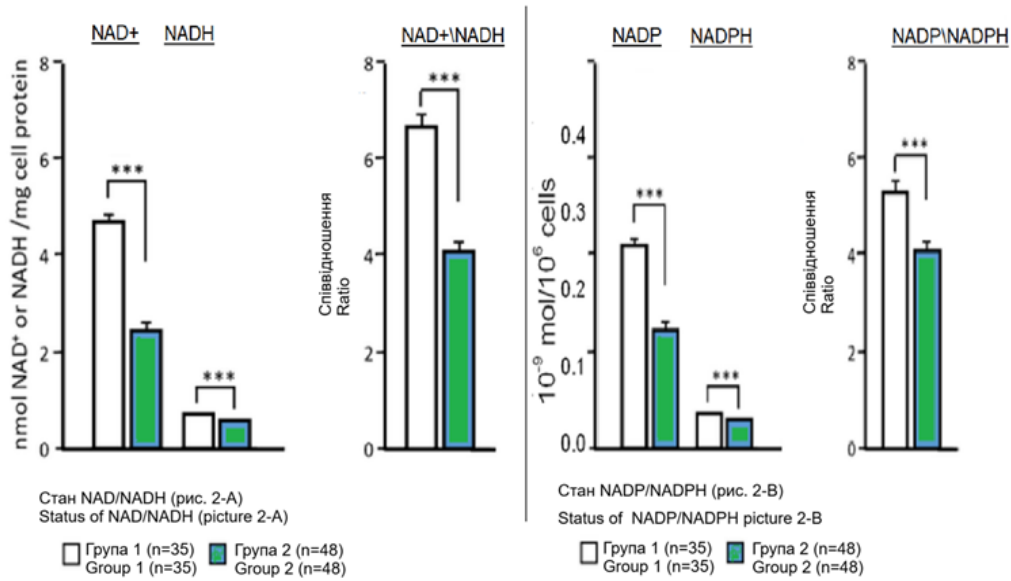 NAD+ NADH
NAD+\NADH
NADP NADPH
NADP\NADPH
nmol NAD⁺ or NADH /mg cell protein
8
6
4
2
0
***
***
Співвідношення
Ratio
8
6
4
2
0
***
10⁻⁹ mol/10⁶ cells
0.4
0.3
0.2
0.1
0.0
***
***
Співвідношення
Ratio
8
6
4
2
0
***
Стан NAD/NADH (рис. 2-А)
Status of NAD/NADH (picture 2-A)
Група 1 (n=35) Група 2 (n=48)
Group 1 (n=35) Group 2 (n=48)
Стан NADP/NADPH (рис. 2-В)
Status of NADP/NADPH picture 2-B
Група 1 (n=35) Група 2 (n=48)
Group 1 (n=35) Group 2 (n=48)